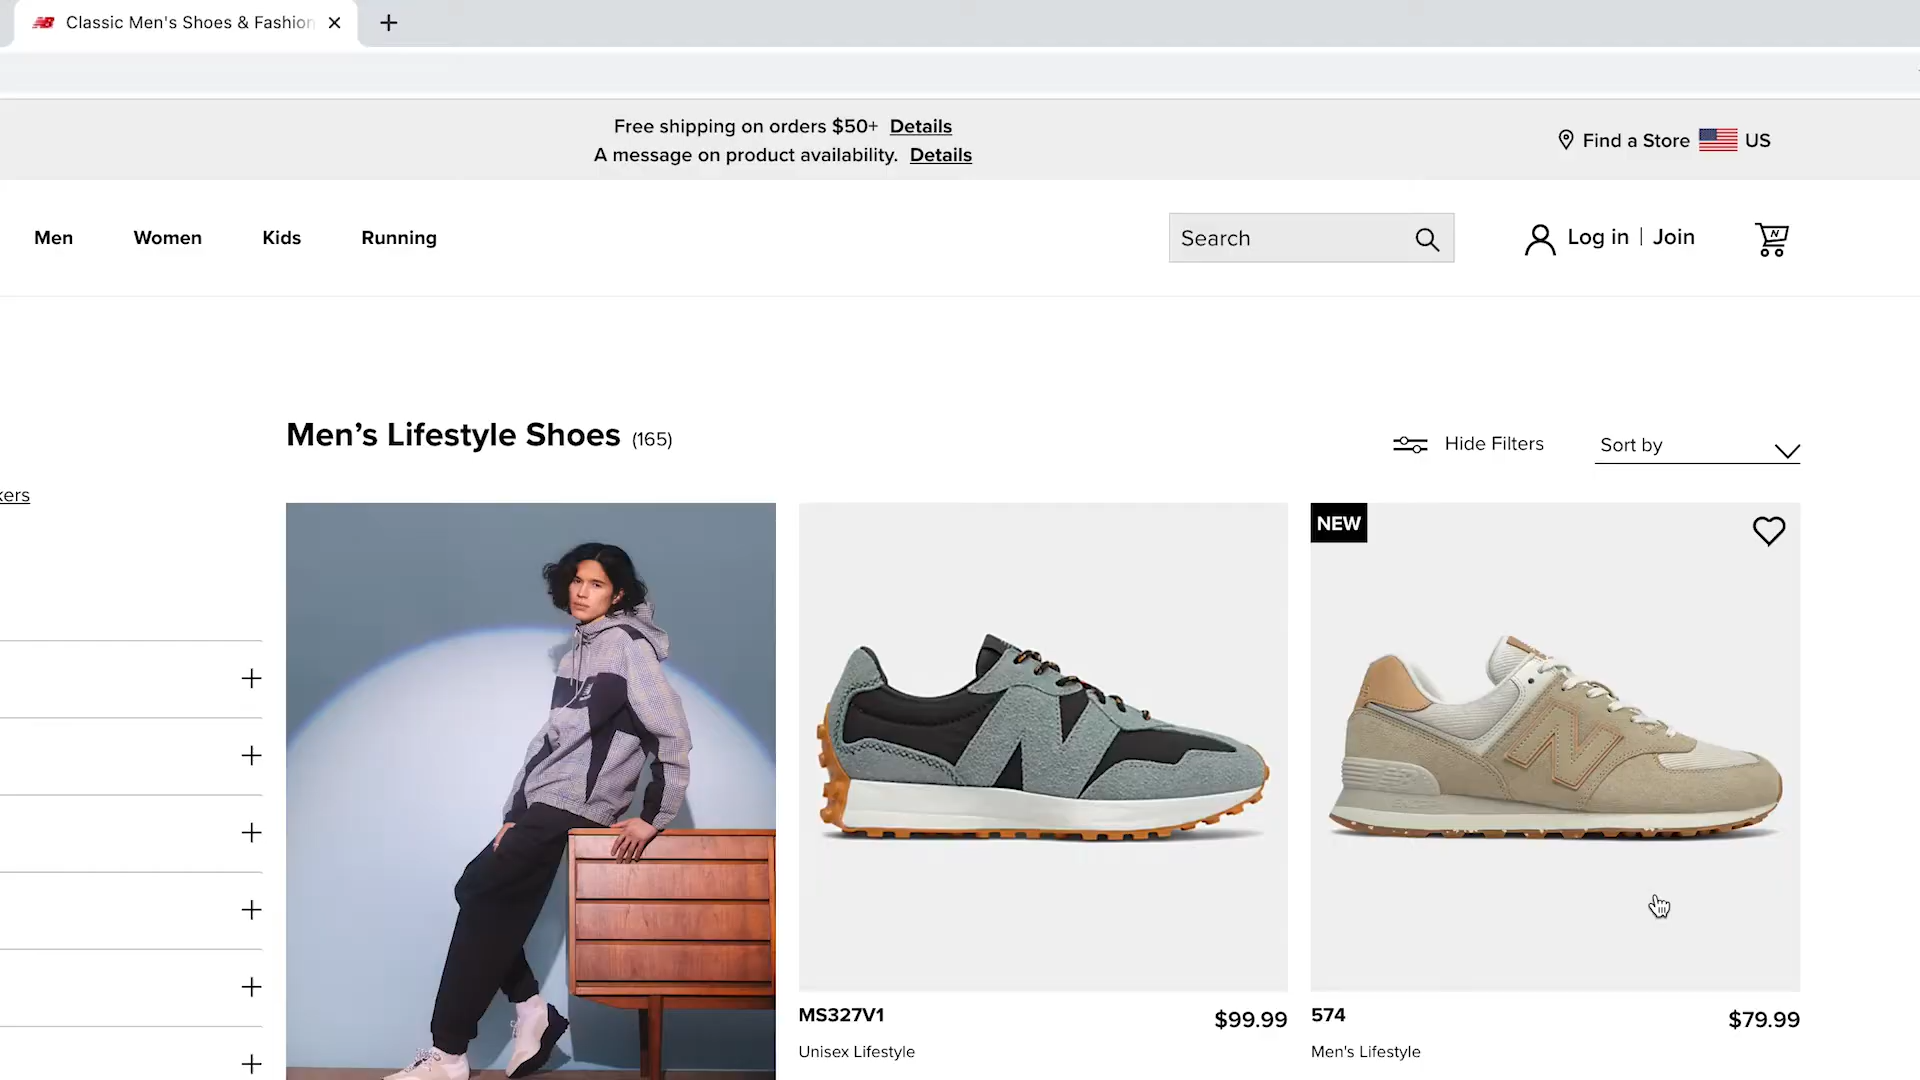 Classic Men's Shoes & Fashion
Free shipping on orders $50+ Details
A message on product availability. Details
Find a Store US
Men Women Kids Running
Search
Log in | Join
Men’s Lifestyle Shoes (165)
Hide Filters
Sort by
NEW
MS327V1
$99.99
Unisex Lifestyle
574
$79.99
Men's Lifestyle